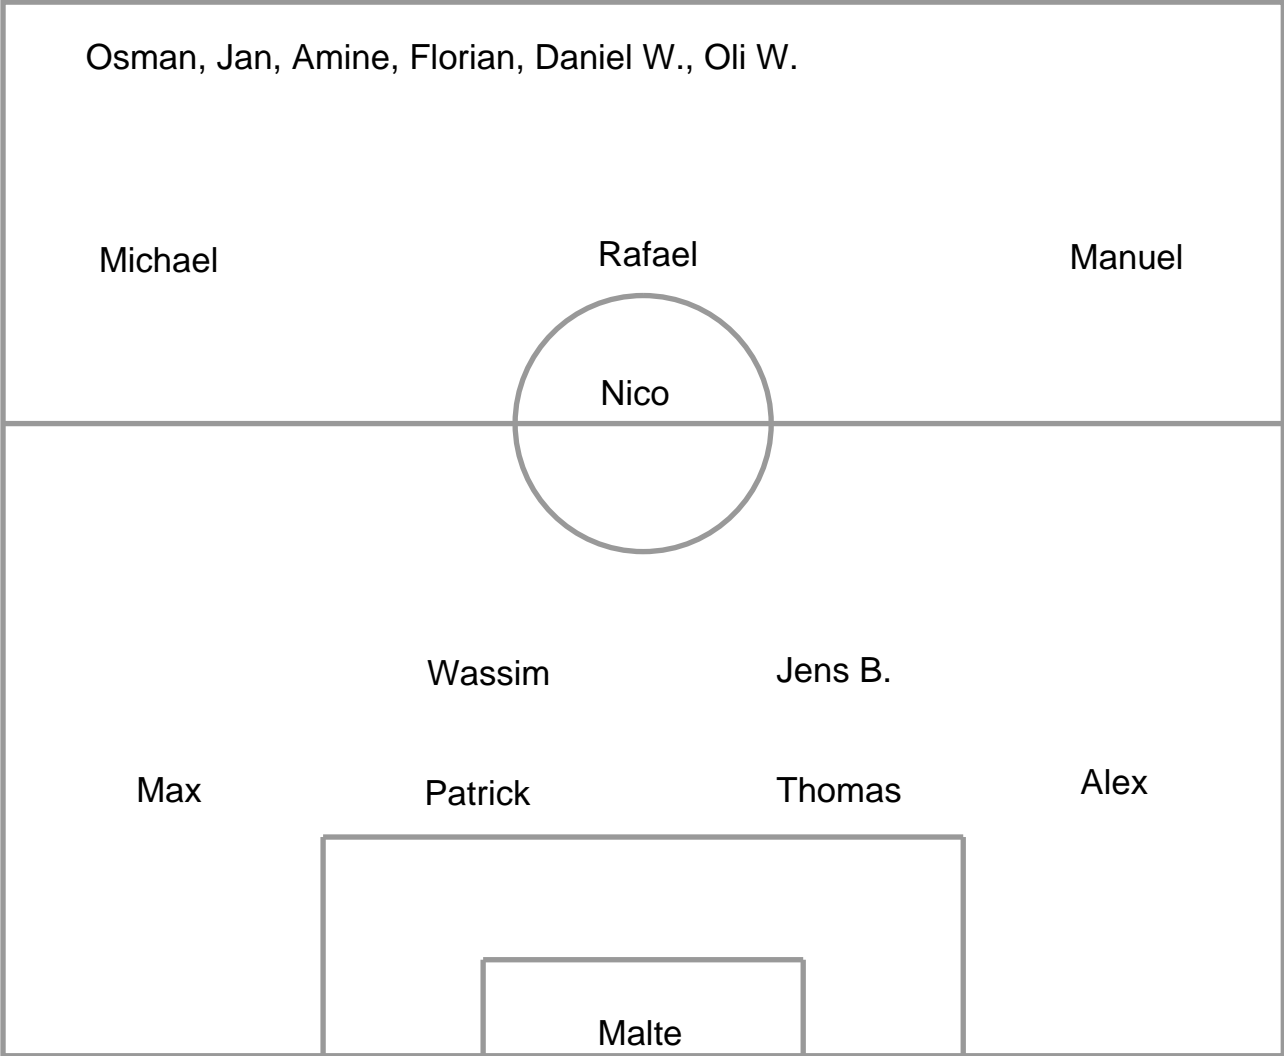 Osman, Jan, Amine, Florian, Daniel W., Oli W.
Michael Rafael Manuel
Nico
Wassim Jens B.
Max Patrick Thomas Alex
Malte